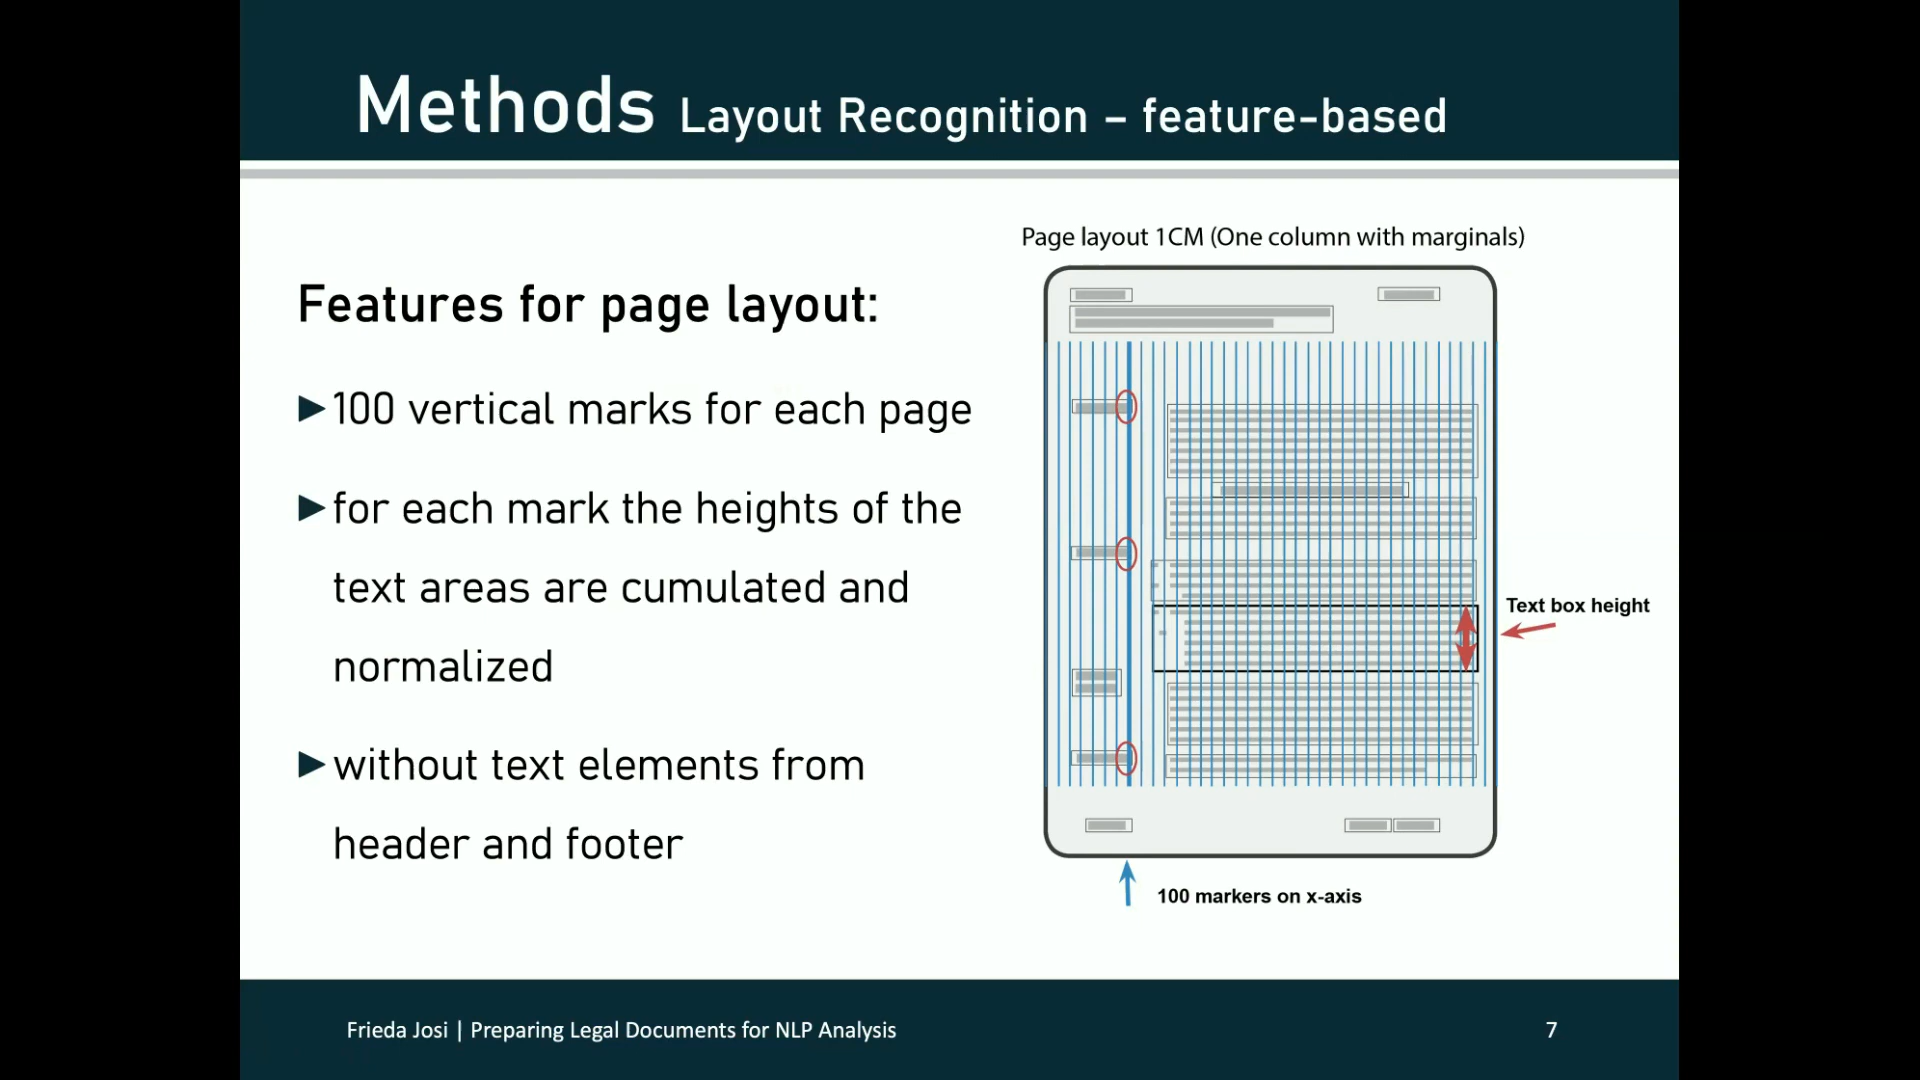 Methods Layout Recognition – feature-based
Features for page layout:
100 vertical marks for each page
for each mark the heights of the
text areas are cumulated and
normalized
without text elements from
header and footer
Page layout 1CM (One column with marginals)
Text box height
100 markers on x-axis
Frieda Josi | Preparing Legal Documents for NLP Analysis
7